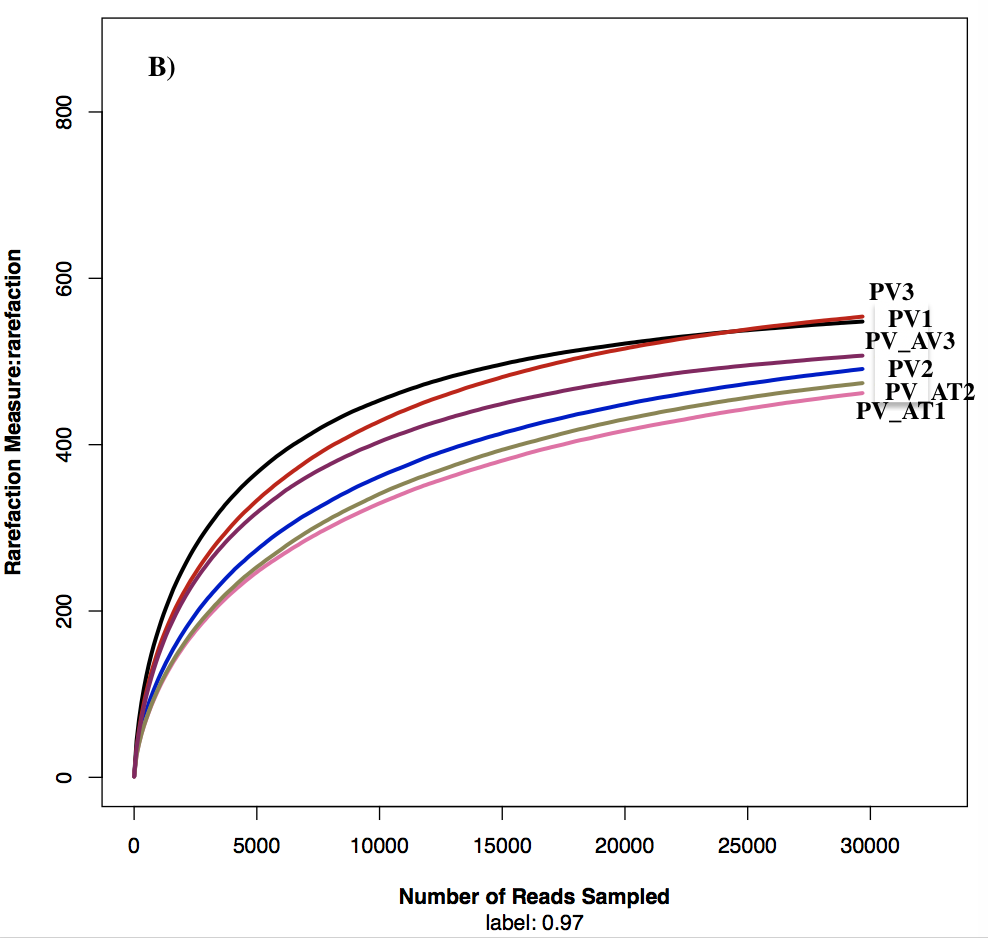 B)
Rarefaction Measure:rarefaction
800
600
400
200
0
PV3
PV1
PV_AV3
PV2
PV_AT2
PV_AT1
0 5000 10000 15000 20000 25000 30000
Number of Reads Sampled
label: 0.97